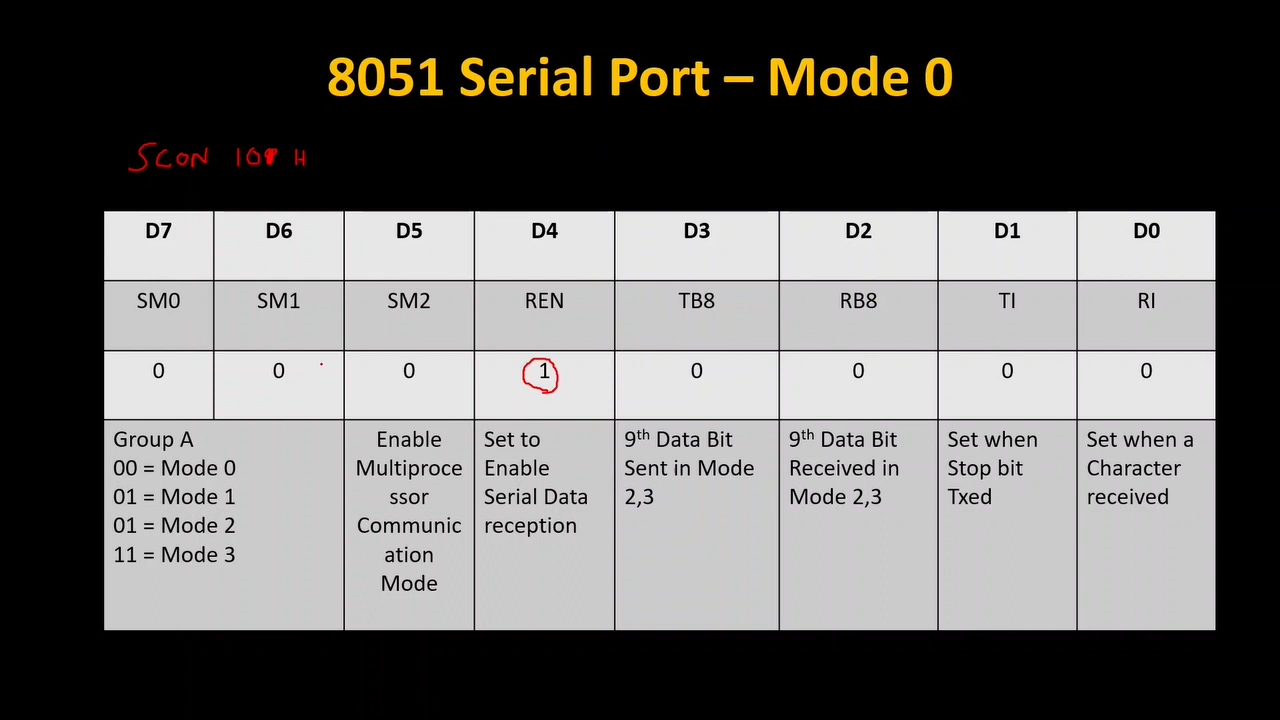 8051 Serial Port – Mode 0
SCON 10 H
D7 D6 D5 D4 D3 D2 D1 D0
SM0 SM1 SM2 REN TB8 RB8 TI RI
0 0 0 1 0 0 0 0
Group A
00 = Mode 0
01 = Mode 1
01 = Mode 2
11 = Mode 3
Enable
Multiproce
ssor
Communic
ation
Mode
Set to
Enable
Serial Data
reception
9th Data Bit
Sent in Mode
2,3
9th Data Bit
Received in
Mode 2,3
Set when
Stop bit
Txed
Set when a
Character
received